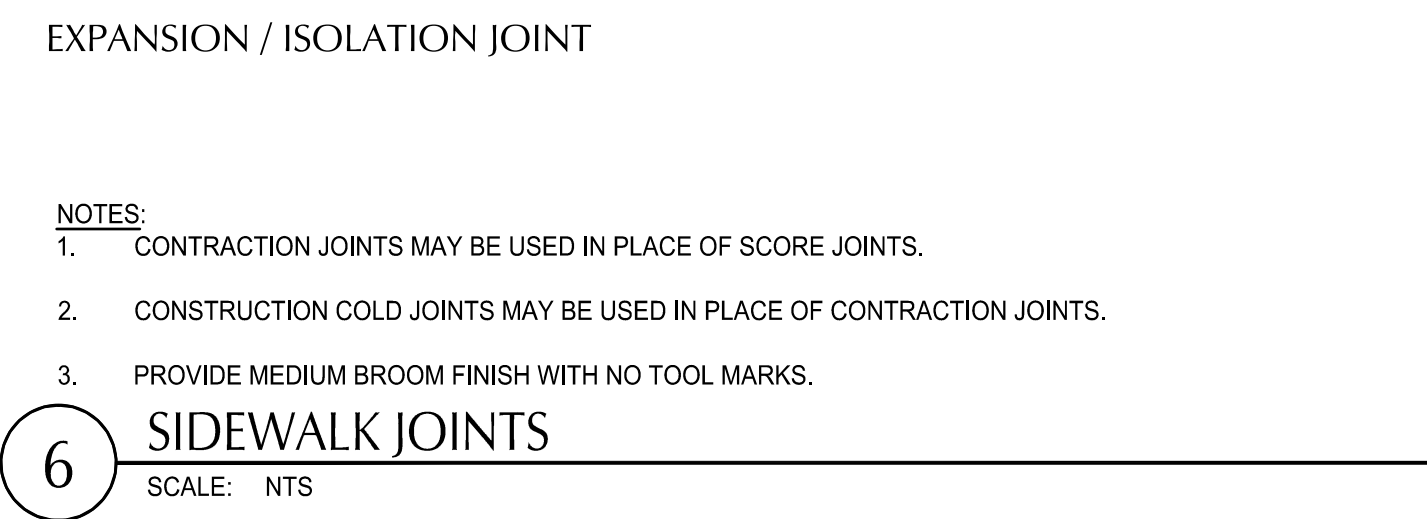 EXPANSION / ISOLATION JOINT
NOTES:
1. CONTRACTION JOINTS MAY BE USED IN PLACE OF SCORE JOINTS.
2. CONSTRUCTION COLD JOINTS MAY BE USED IN PLACE OF CONTRACTION JOINTS.
3. PROVIDE MEDIUM BROOM FINISH WITH NO TOOL MARKS.
6 SIDEWALK JOINTS
SCALE: NTS